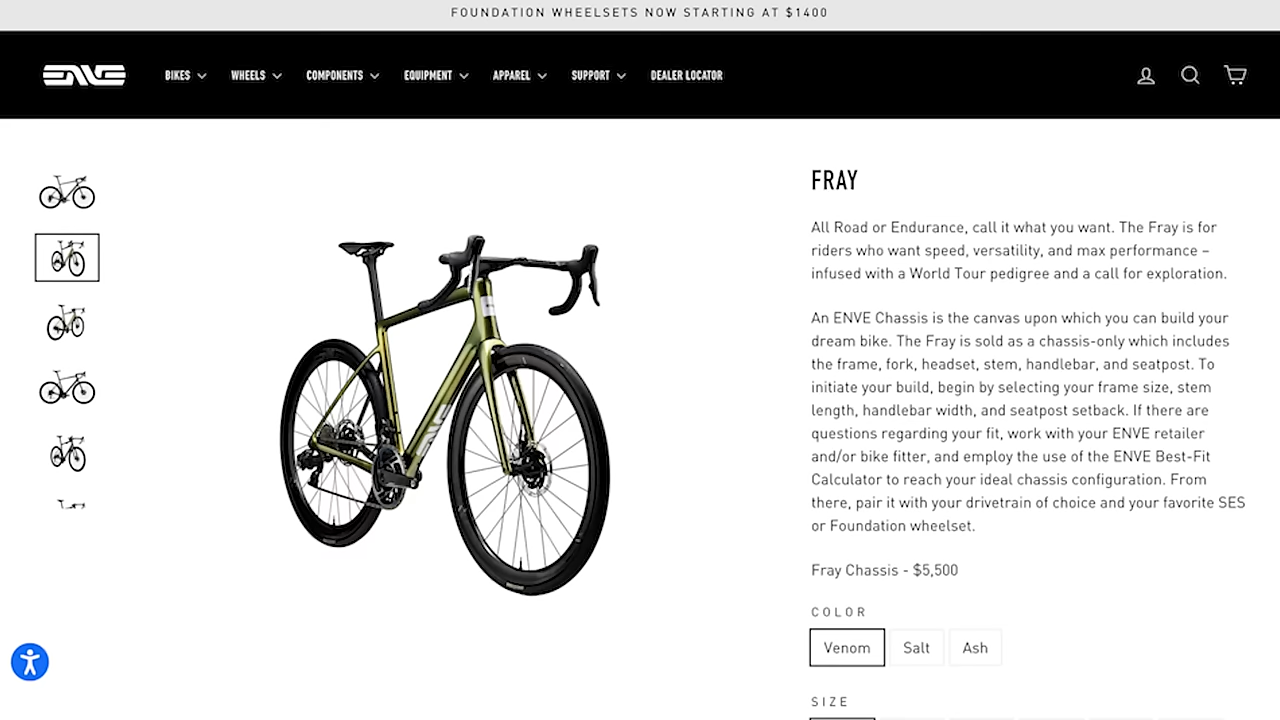 FOUNDATION WHEELSETS NOW STARTING AT $1400
ENVE BIKES WHEELS COMPONENTS EQUIPMENT APPAREL SUPPORT DEALER LOCATOR
FRAY
All Road or Endurance, call it what you want. The Fray is for
riders who want speed, versatility, and max performance –
infused with a World Tour pedigree and a call for exploration.
An ENVE Chassis is the canvas upon which you can build your
dream bike. The Fray is sold as a chassis-only which includes
the frame, fork, headset, stem, handlebar, and seatpost. To
initiate your build, begin by selecting your frame size, stem
length, handlebar width, and seatpost setback. If there are
questions regarding your fit, work with your ENVE retailer
and/or bike fitter, and employ the use of the ENVE Best-Fit
Calculator to reach your ideal chassis configuration. From
there, pair it with your drivetrain of choice and your favorite SES
or Foundation wheelset.
Fray Chassis - $5,500
COLOR
Venom Salt Ash
SIZE